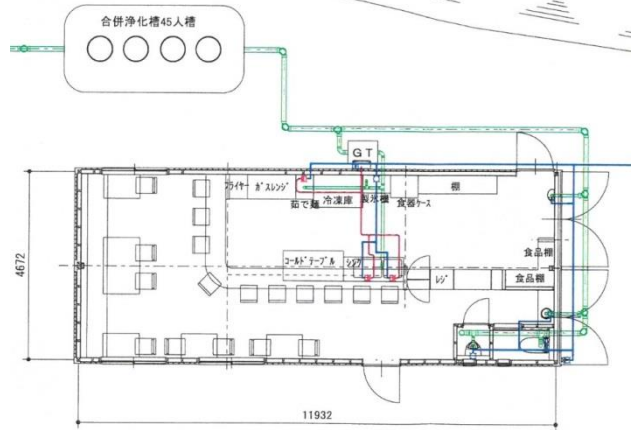 合併浄化槽45人槽
GT
フライヤー
ガスレンジ
茹で麺
冷凍庫
製氷機
食器ケース
棚
食品棚
コールドテーブル
シンク
レジ
食品棚
4672
11932